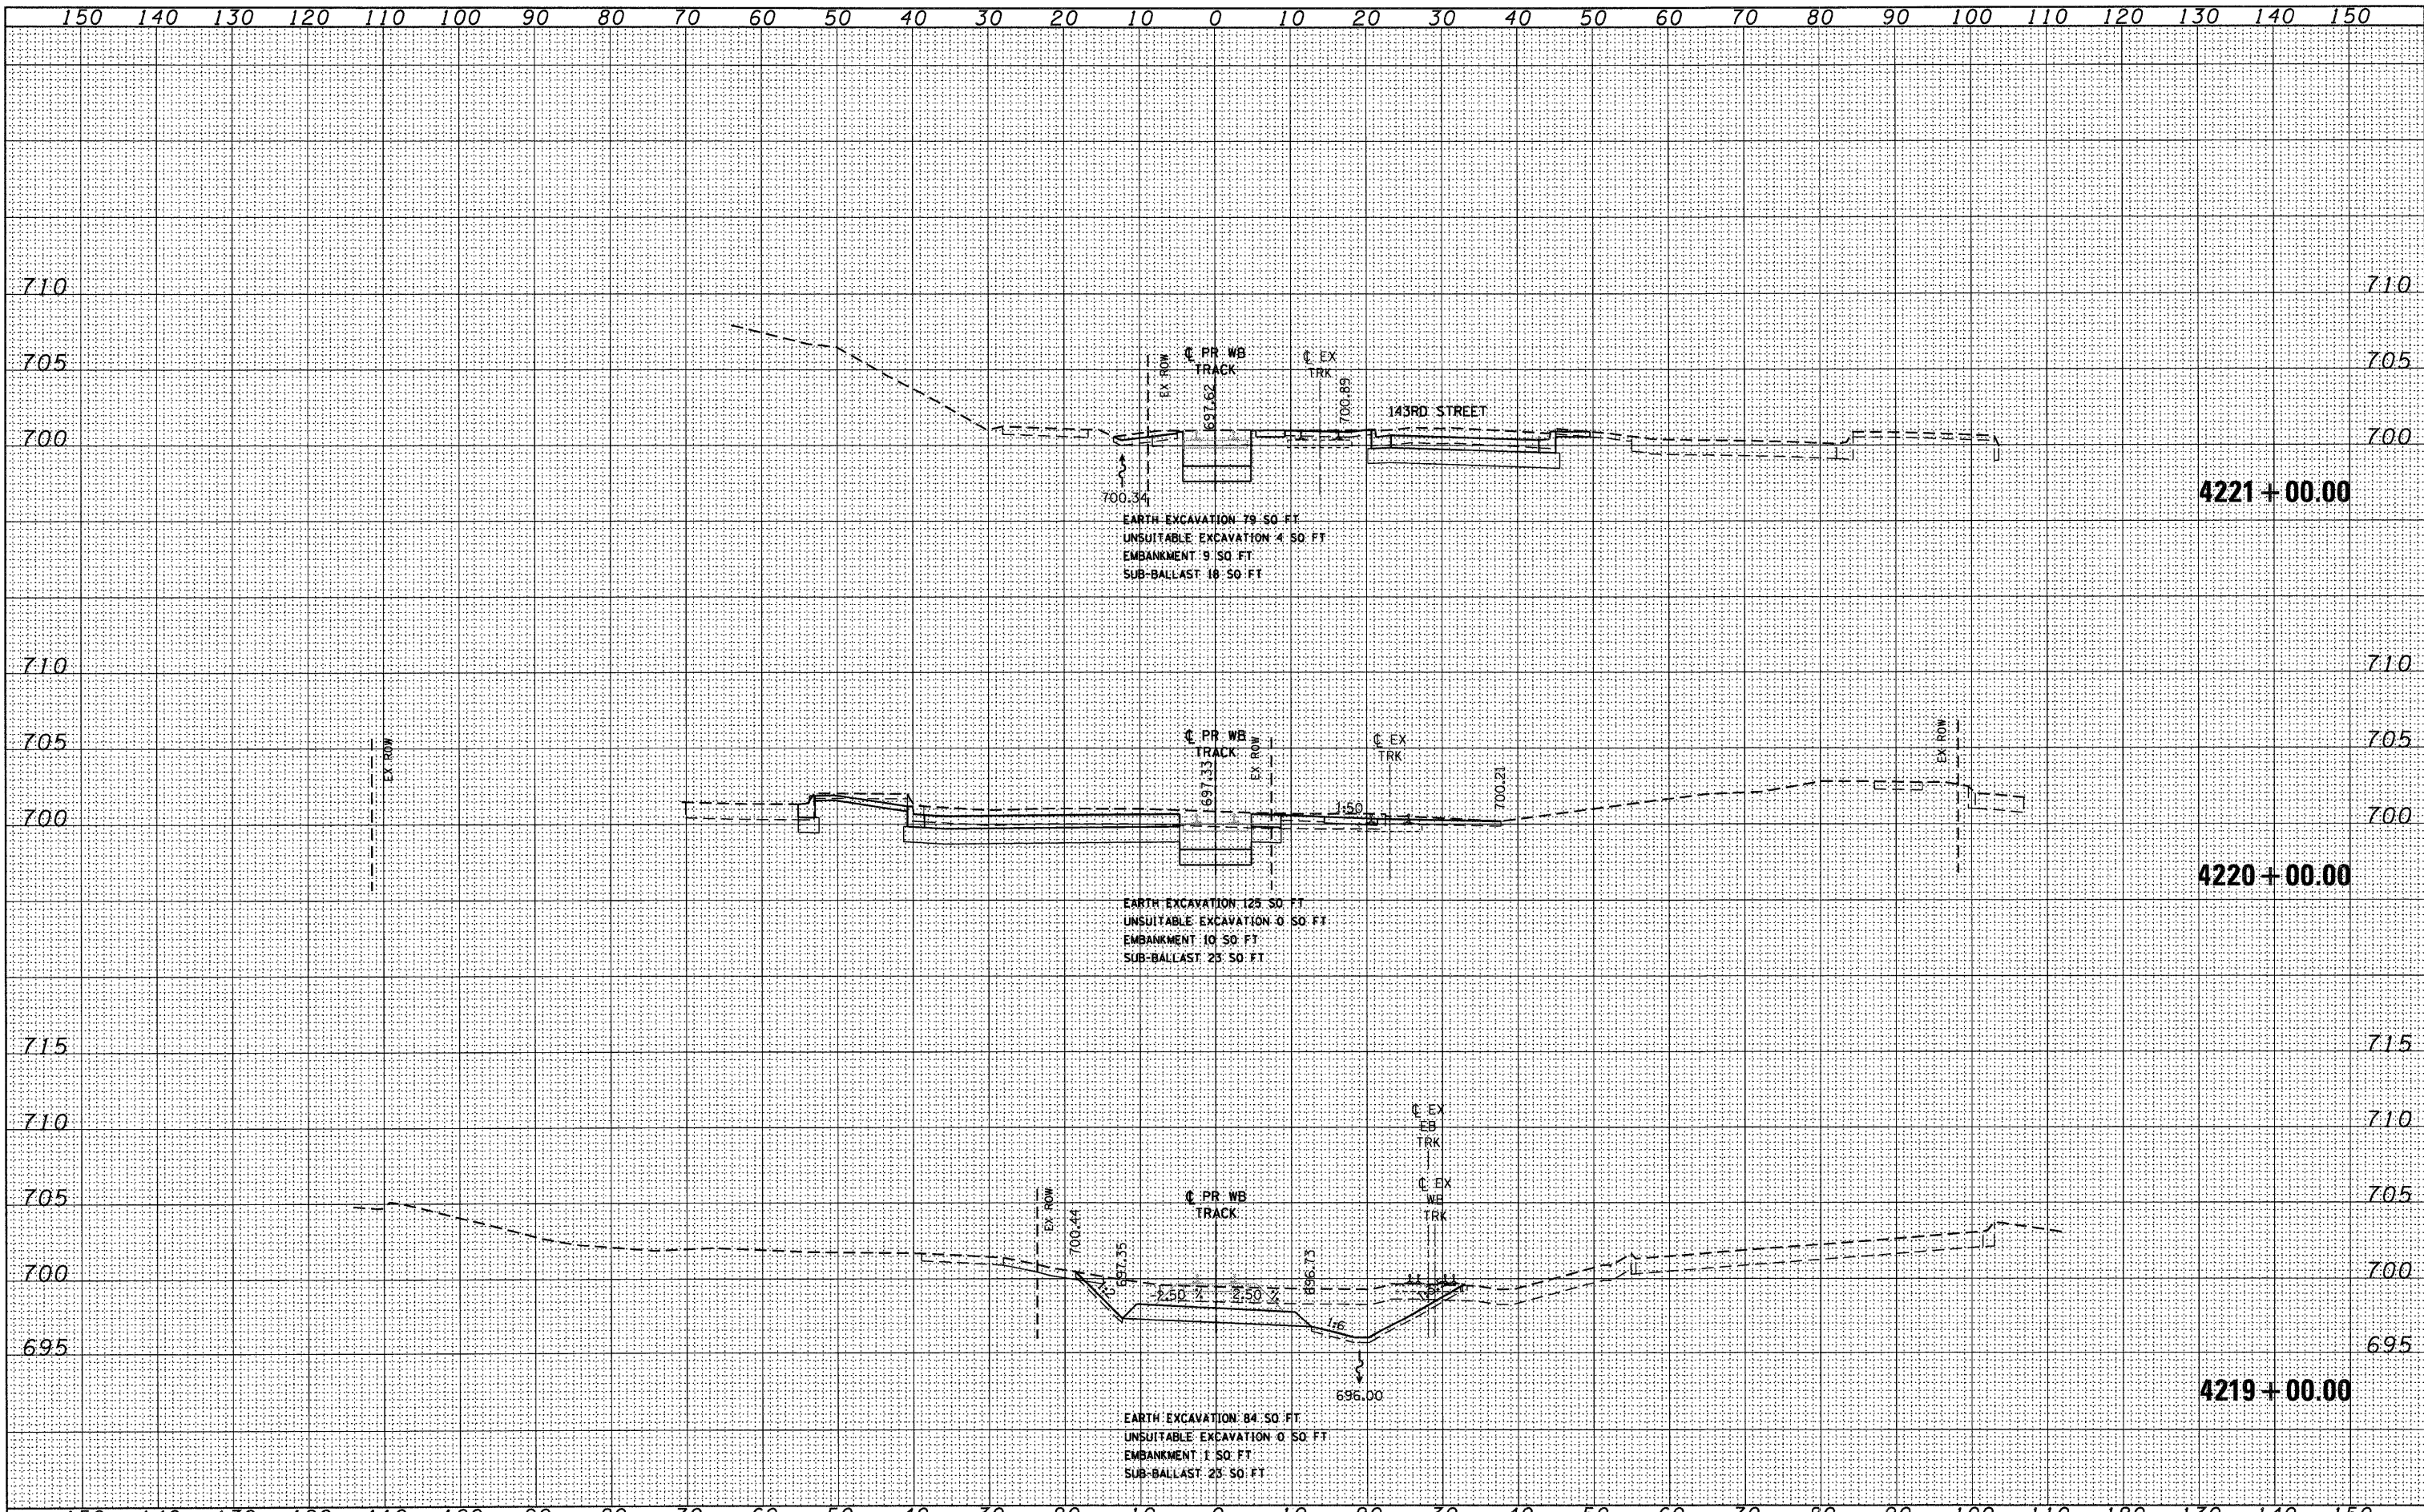 150 140 130 120 110 100 90 80 70 60 50 40 30 20 10 0 10 20 30 40 50 60 70 80 90 100 110 120 130 140 150
710 710
705 ℄ PR WB TRACK ℄ EX TRK 705
EX ROW
697.62
700.89
143RD STREET
700 700
700.34
4221 + 00.00
EARTH EXCAVATION 79 SQ FT
UNSUITABLE EXCAVATION 4 SQ FT
EMBANKMENT 9 SQ FT
SUB-BALLAST 18 SQ FT
710 710
705 705
EX ROW
℄ PR WB
TRACK
EX ROW
℄ EX
TRK
EX ROW
697.33
700.21
1:50
700 700
4220 + 00.00
EARTH EXCAVATION 125 SQ FT
UNSUITABLE EXCAVATION 0 SQ FT
EMBANKMENT 10 SQ FT
SUB-BALLAST 23 SQ FT
715 715
710 710
℄ EX
EB
TRK
705 705
℄ EX
WB
TRK
℄ PR WB
TRACK
EX ROW
700.44
697.35
696.73
700 700
-2.50 % 2.50 %
1:6
695 695
696.00
4219 + 00.00
EARTH EXCAVATION 84 SQ FT
UNSUITABLE EXCAVATION 0 SQ FT
EMBANKMENT 1 SQ FT
SUB-BALLAST 23 SQ FT